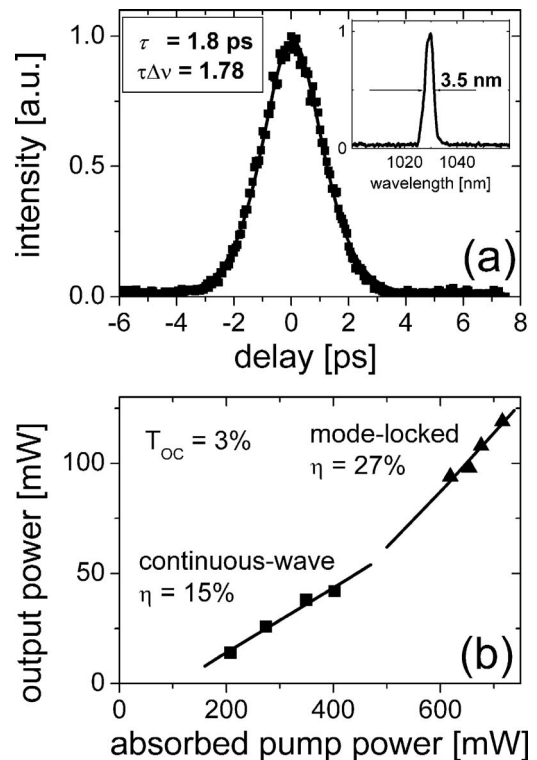 τ = 1.8 ps
τΔν = 1.78
1
3.5 nm
0
1020 1040
wavelength [nm]
1.0
0.5
0.0
intensity [a.u.]
(a)
-6 -4 -2 0 2 4 6 8
delay [ps]
T_OC = 3%
mode-locked
η = 27%
continuous-wave
η = 15%
100
50
0
output power [mW]
(b)
0 200 400 600
absorbed pump power [mW]